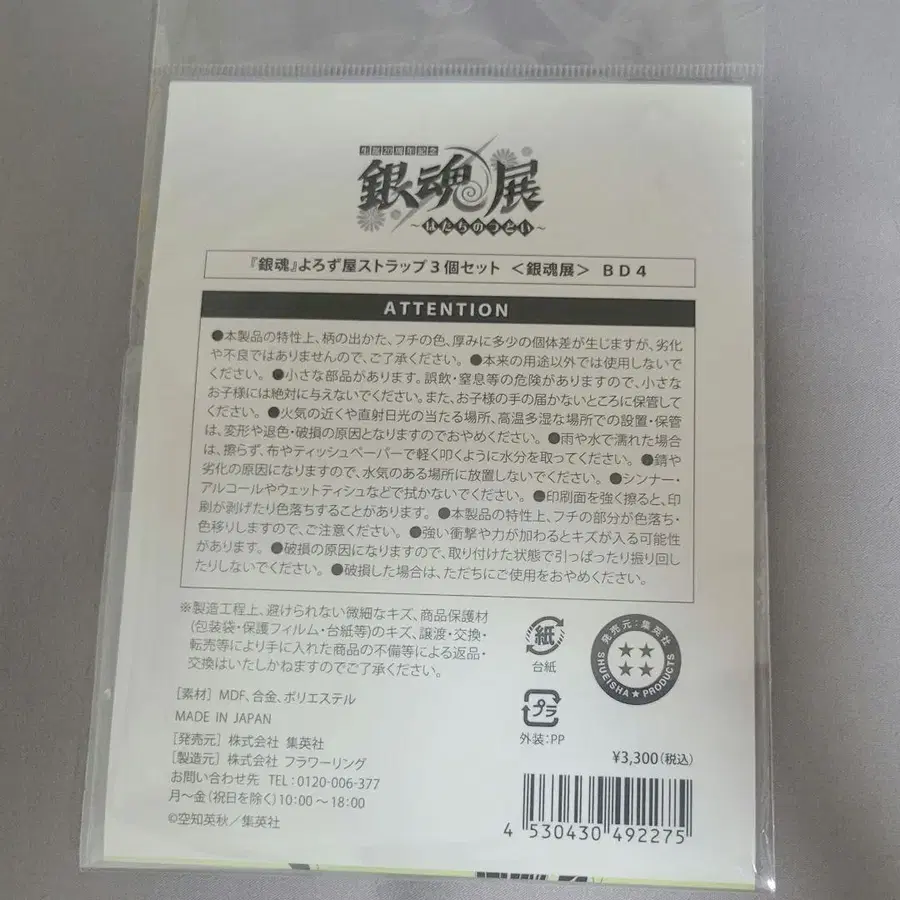 生誕20周年記念
銀魂展
～はたちのつどい～
『銀魂』よろず屋ストラップ３個セット ＜銀魂展＞ ＢＤ４
ATTENTION
●本製品の特性上、柄の出かた、フチの色、厚みに多少の個体差が生じますが、劣化
や不良ではありませんので、ご了承ください。 ●本来の用途以外では使用しないで
ください。 ●小さな部品があります。誤飲・窒息等の危険がありますので、小さな
お子様には絶対に与えないでください。また、お子様の手の届かないところに保管して
ください。 ●火気の近くや直射日光の当たる場所、高温多湿な場所での設置・保管
は、変形や退色・破損の原因となりますのでおやめください。 ●雨や水で濡れた場合
は、擦らず、布やティッシュペーパーで軽く叩くように水分を取ってください。 ●錆や
劣化の原因になりますので、水気のある場所に放置しないでください。 ●シンナー・
アルコールやウェットティシュなどで拭かないでください。 ●印刷面を強く擦ると、印
刷が剥げたり色落ちすることがあります。 ●本製品の特性上、フチの部分が色落ち・
色移りしますので、ご注意ください。 ●強い衝撃や力が加わるとキズが入る可能性
があります。 ●破損の原因になりますので、取り付けた状態で引っぱったり振り回し
たりしないでください。 ●破損した場合は、ただちにご使用をおやめください。
※製造工程上、避けられない微細なキズ、商品保護材
(包装袋・保護フィルム・台紙等)のキズ、譲渡・交換・
転売等により手に入れた商品の不備等による返品・
交換はいたしかねますのでご了承ください。
［素材］ MDF、合金、ポリエステル
MADE IN JAPAN
［発売元］ 株式会社 集英社
［製造元］ 株式会社 フラワーリング
お問い合わせ先 TEL：0120-006-377
月～金（祝日を除く）10：00～18：00
©空知英秋／集英社
紙
台紙
プラ
外装：PP
発売元：集英社
SHUEISHA★PRODUCTS
¥3,300（税込）
4 530430 492275